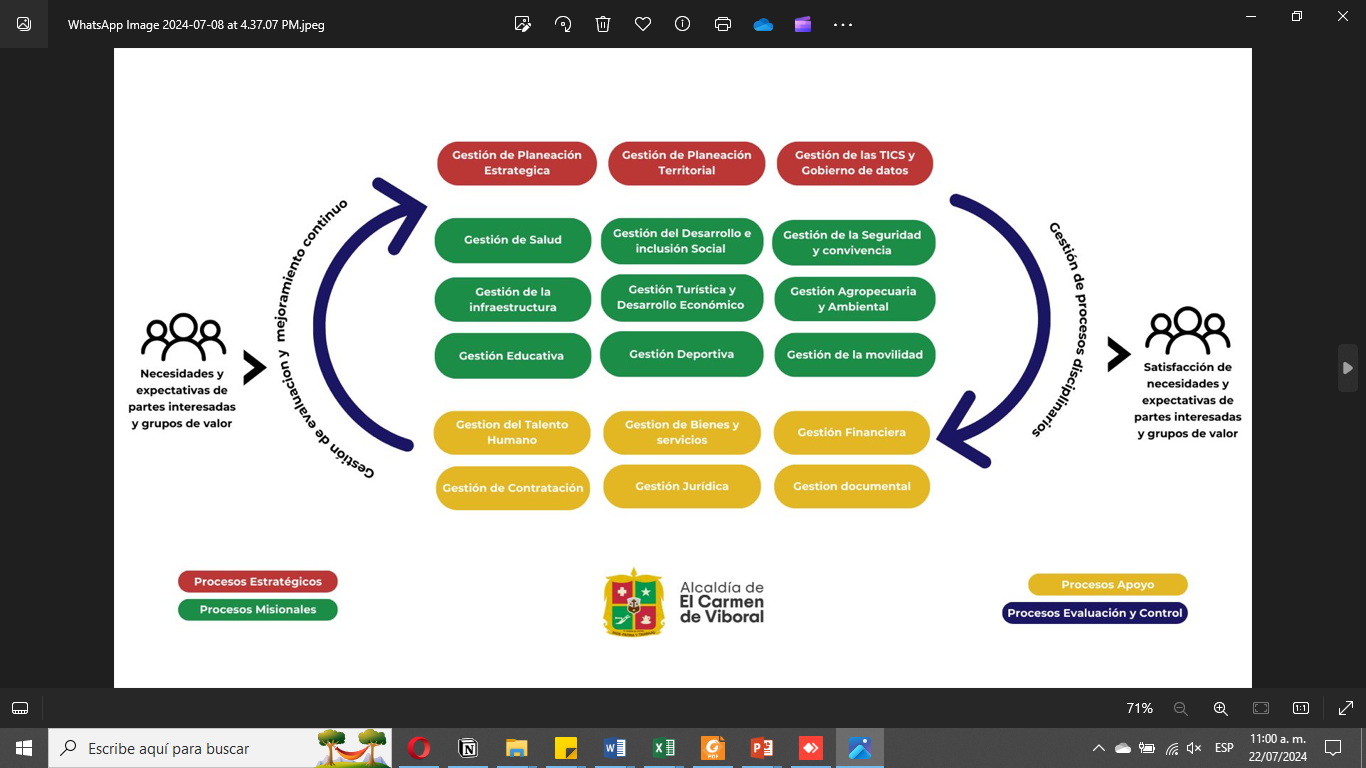 WhatsApp Image 2024-07-08 at 4.37.07 PM.jpeg
Gestión de Planeación
Estrategica
Gestión de Planeación
Territorial
Gestión de las TICS y
Gobierno de datos
Gestión de Salud
Gestión del Desarrollo e
inclusión Social
Gestión de la Seguridad
y convivencia
Gestión de la
infraestructura
Gestión Turística y
Desarrollo Económico
Gestión Agropecuaria
y Ambiental
Gestión Educativa
Gestión Deportiva
Gestión de la movilidad
Gestion del Talento
Humano
Gestion de Bienes y
servicios
Gestión Financiera
Gestión de Contratación
Gestión Jurídica
Gestion documental
Necesidades y
expectativas de
partes interesadas
y grupos de valor
Gestión de evaluacion y mejoramiento continuo
Gestión de procesos disciplinarios
Satisfacción de
necesidades y
expectativas de
partes interesadas
y grupos de valor
Procesos Estratégicos
Procesos Misionales
Alcaldía de
El Carmen
de Viboral
Procesos Apoyo
Procesos Evaluación y Control
71%
1:1
Escribe aquí para buscar
ESP
11:00 a. m.
22/07/2024